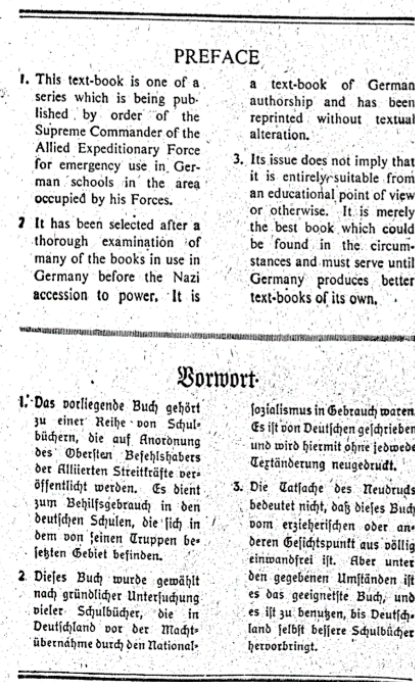 PREFACE
1. This text-book is one of a
series which is being pub-
lished by order of the
Supreme Commander of the
Allied Expeditionary Force
for emergency use in Ger-
man schools in the area
occupied by his Forces.
2 It has been selected after a
thorough examination of
many of the books in use in
Germany before the Nazi
accession to power. It is
a text-book of German
authorship and has been
reprinted without textual
alteration.
3. Its issue does not imply that
it is entirely suitable from
an educational point of view
or otherwise. It is merely
the best book which could
be found in the circum-
stances and must serve until
Germany produces better
text-books of its own.
Vorwort
1. Das vorliegende Buch gehört
zu einer Reihe von Schul-
büchern, die auf Anordnung
des Obersten Befehlshabers
der Alliierten Streitkräfte ver-
öffentlicht werden. Es dient
zum Behilfsgebrauch in den
deutschen Schulen, die sich in
dem von seinen Truppen be-
setzten Gebiet befinden.
2 Dieses Buch wurde gewählt
nach gründlicher Untersuchung
vieler Schulbücher, die in
Deutschland vor der Macht-
übernahme durch den National-
sozialismus in Gebrauch waren.
Es ist von Deutschen geschrieben
und wird hiermit ohne jedwede
Textänderung neugedruckt.
3. Die Tatsache des Neudrucks
bedeutet nicht, daß dieses Buch
vom erzieherischen oder an-
deren Gesichtspunkt aus völlig
einwandfrei ist. Aber unter
den gegebenen Umständen ist
es das geeignetste Buch, und
es ist zu benutzen, bis Deutsch-
land selbst bessere Schulbücher
hervorbringt.